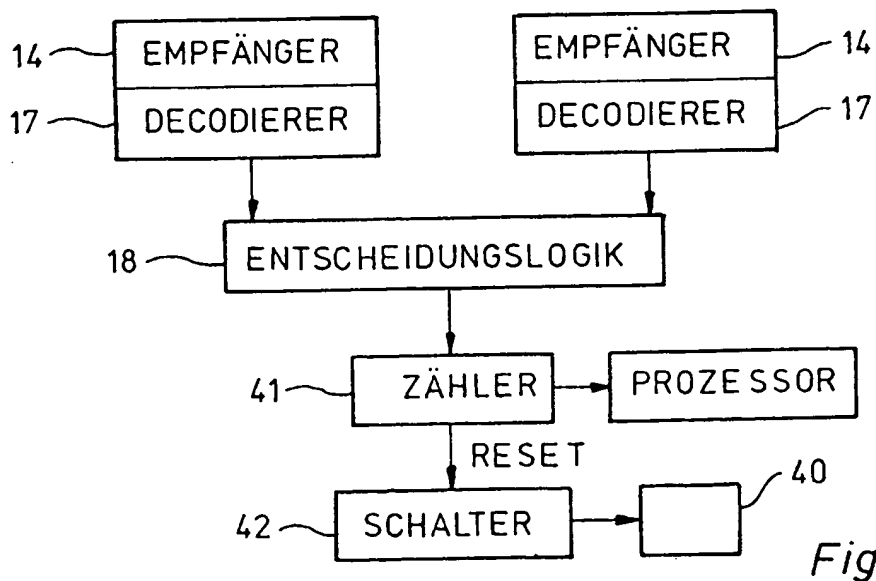 14 EMPFÄNGER EMPFÄNGER 14
17 DECODIERER DECODIERER 17
18 ENTSCHEIDUNGSLOGIK
41 ZÄHLER PROZESSOR
RESET
42 SCHALTER 40
Fig